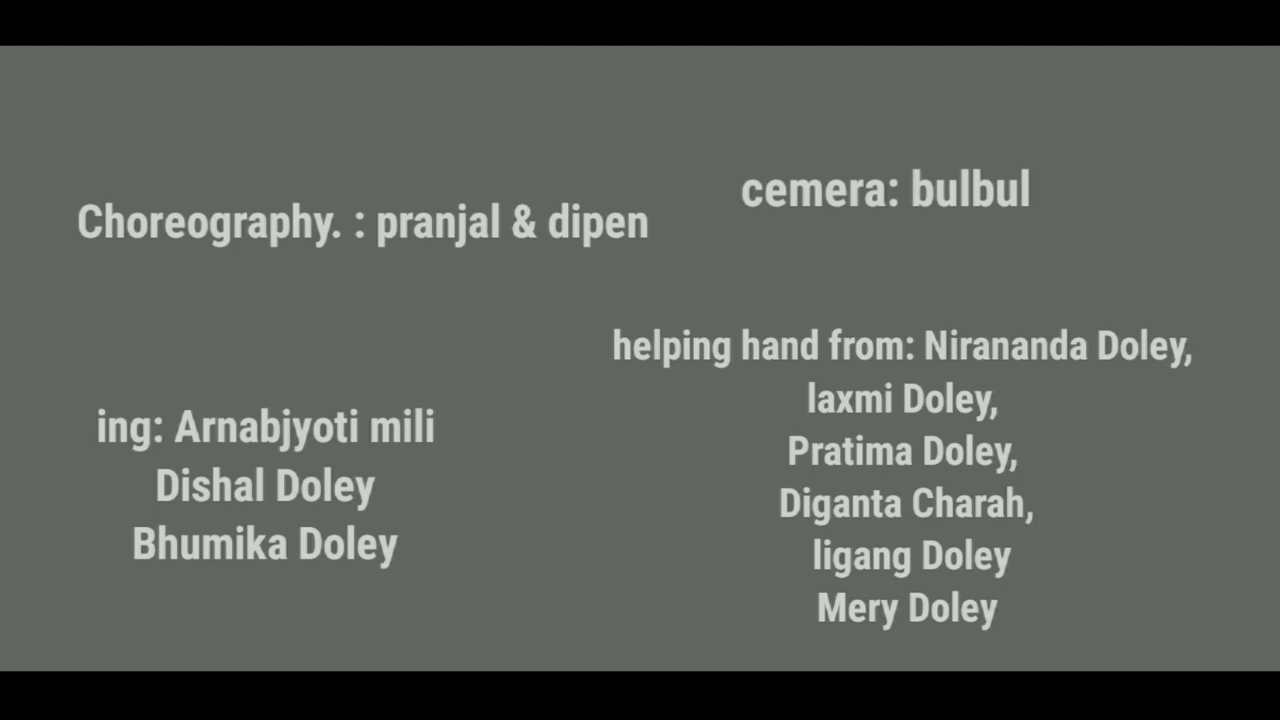 Choreography. : pranjal & dipen
cemera: bulbul
ing: Arnabjyoti mili
Dishal Doley
Bhumika Doley
helping hand from: Nirananda Doley,
laxmi Doley,
Pratima Doley,
Diganta Charah,
ligang Doley
Mery Doley